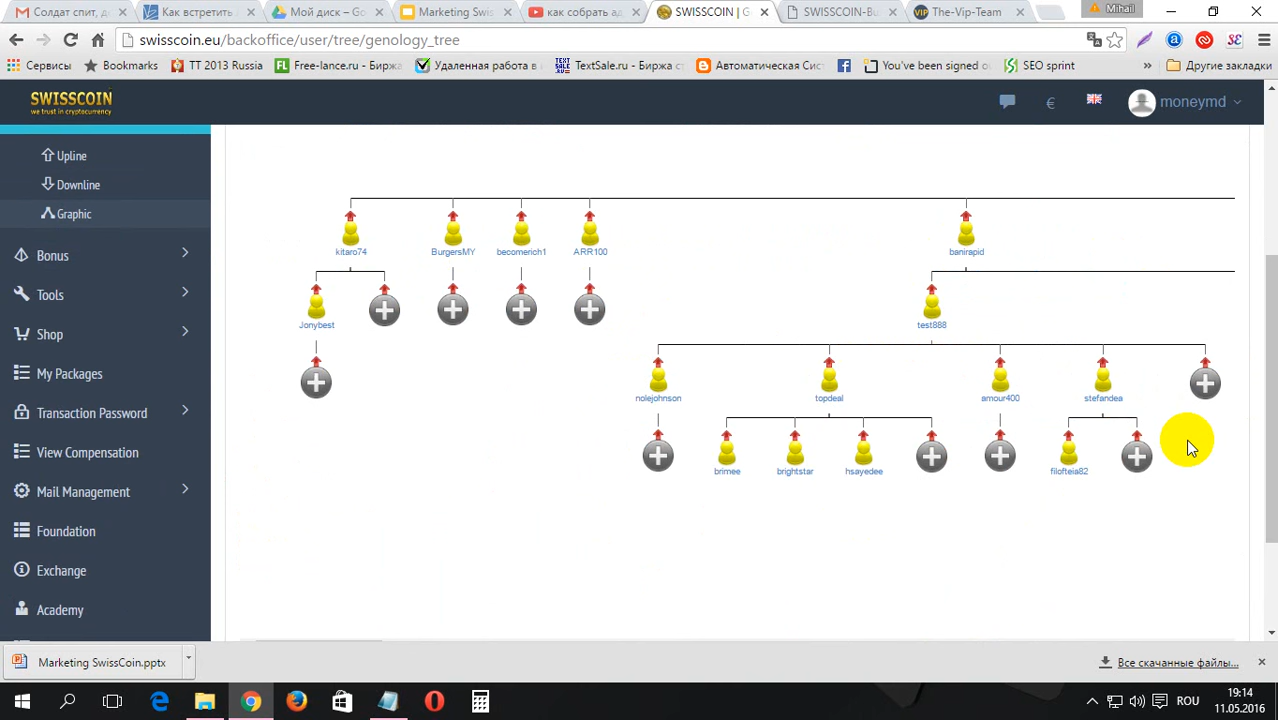 Солдат спит, д
Как встретить
Мой диск – Go
Marketing Swis
как собрать ад
SWISSCOIN | G
SWISSCOIN-Bu
The-Vip-Team
Mihail
swisscoin.eu/backoffice/user/tree/genology_tree
Сервисы
Bookmarks
TT 2013 Russia
FL Free-lance.ru - Биржа
Удаленная работа в
TextSale.ru - Биржа с
Автоматическая Сис
You've been signed o
SEO sprint
»
Другие закладки
SWISSCOIN
we trust in cryptocurrency
€
moneymd
Upline
Downline
Graphic
Bonus
Tools
Shop
My Packages
Transaction Password
View Compensation
Mail Management
Foundation
Exchange
Academy
kitaro74
BurgersMY
becomerich1
ARR100
banirapid
Jonybest
test888
nolejohnson
topdeal
amour400
stefandea
brimee
brightstar
hsayedee
filofteia82
Marketing SwissCoin.pptx
Все скачанные файлы...
ROU
19:14
11.05.2016